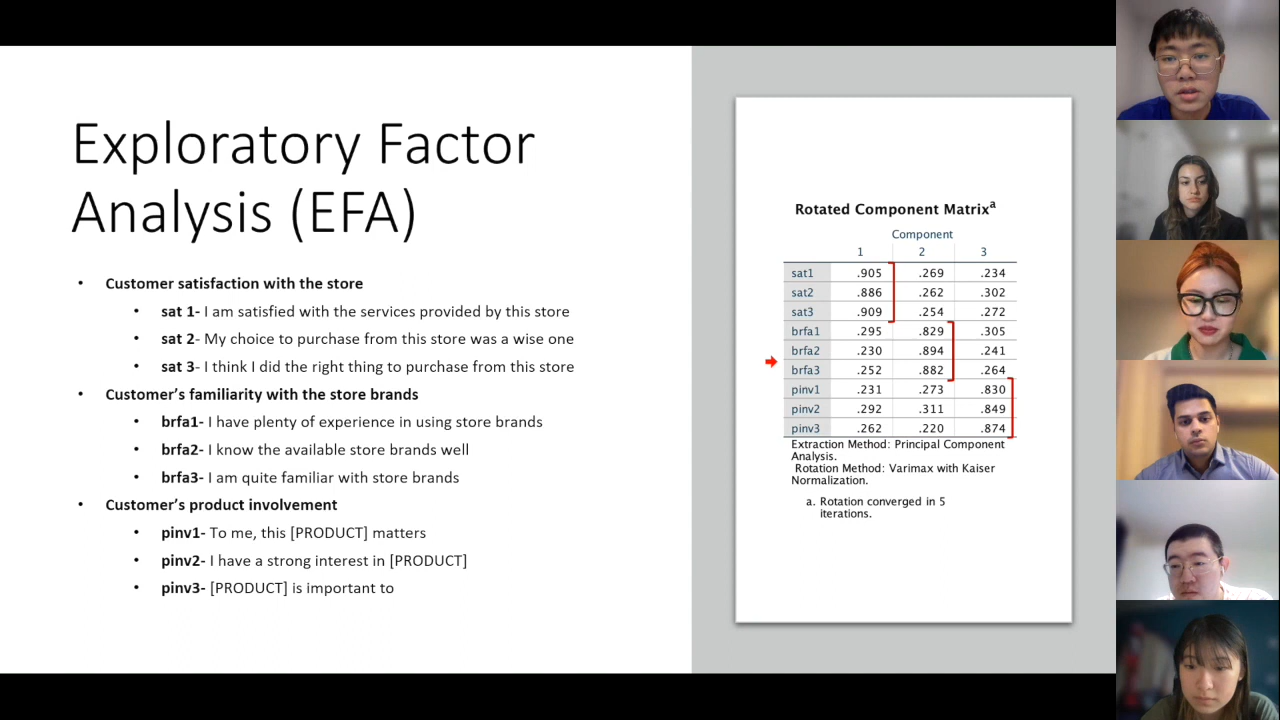 Exploratory Factor
Analysis (EFA)
• Customer satisfaction with the store
• sat 1- I am satisfied with the services provided by this store
• sat 2- My choice to purchase from this store was a wise one
• sat 3- I think I did the right thing to purchase from this store
• Customer’s familiarity with the store brands
• brfa1- I have plenty of experience in using store brands
• brfa2- I know the available store brands well
• brfa3- I am quite familiar with store brands
• Customer’s product involvement
• pinv1- To me, this [PRODUCT] matters
• pinv2- I have a strong interest in [PRODUCT]
• pinv3- [PRODUCT] is important to
Rotated Component Matrixa
Component
1 2 3
sat1 .905 .269 .234
sat2 .886 .262 .302
sat3 .909 .254 .272
brfa1 .295 .829 .305
brfa2 .230 .894 .241
brfa3 .252 .882 .264
pinv1 .231 .273 .830
pinv2 .292 .311 .849
pinv3 .262 .220 .874
Extraction Method: Principal Component
Analysis.
Rotation Method: Varimax with Kaiser
Normalization.
a. Rotation converged in 5
iterations.